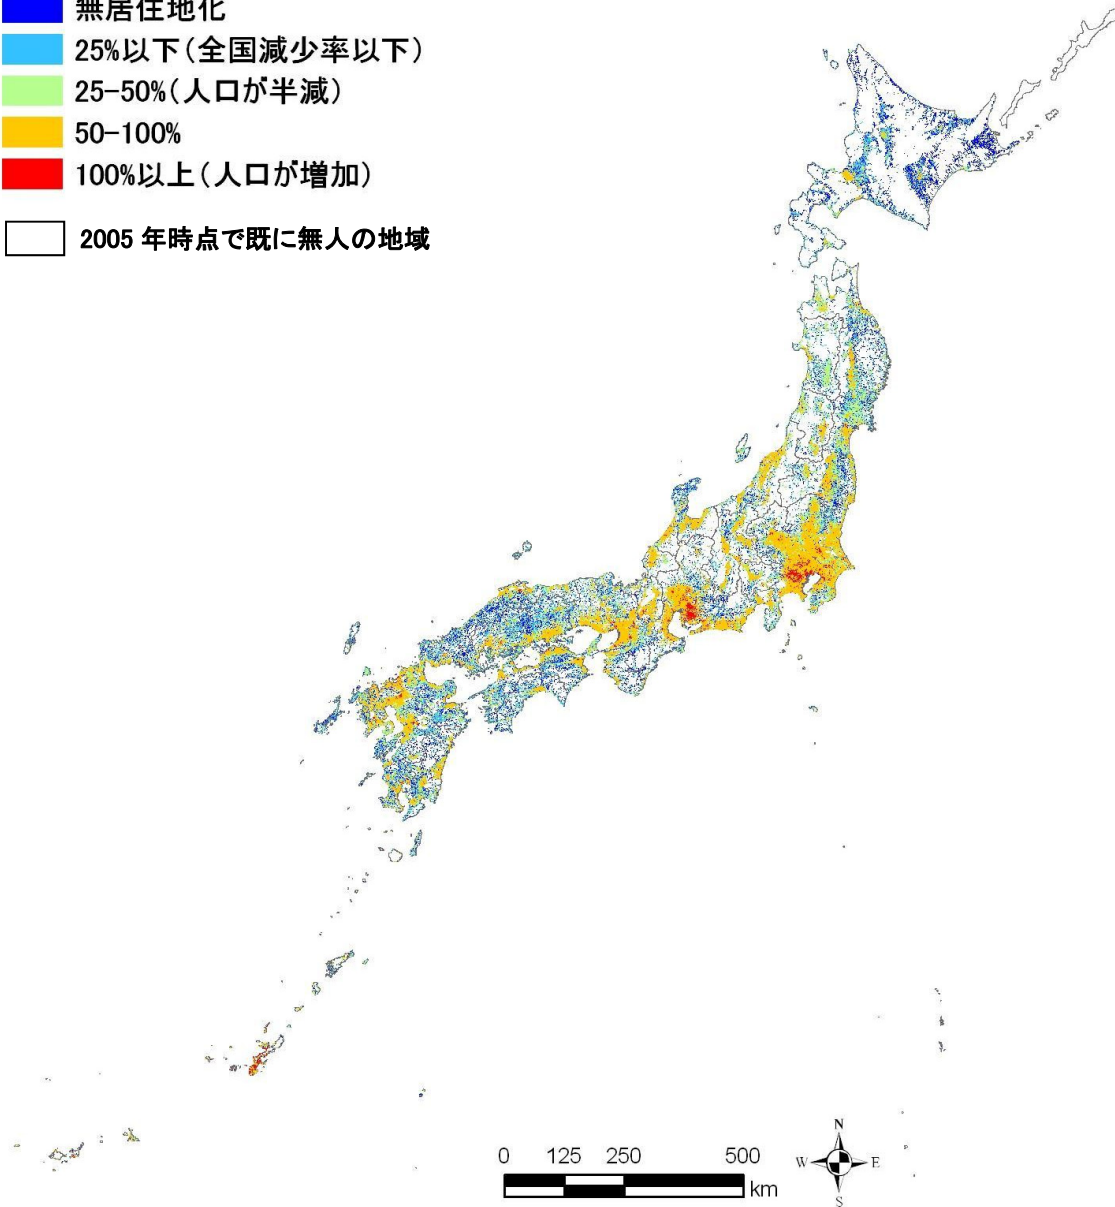 無居住地化
25%以下(全国減少率以下)
25-50%(人口が半減)
50-100%
100%以上(人口が増加)
2005 年時点で既に無人の地域
N
W E
S
0 125 250 500
km